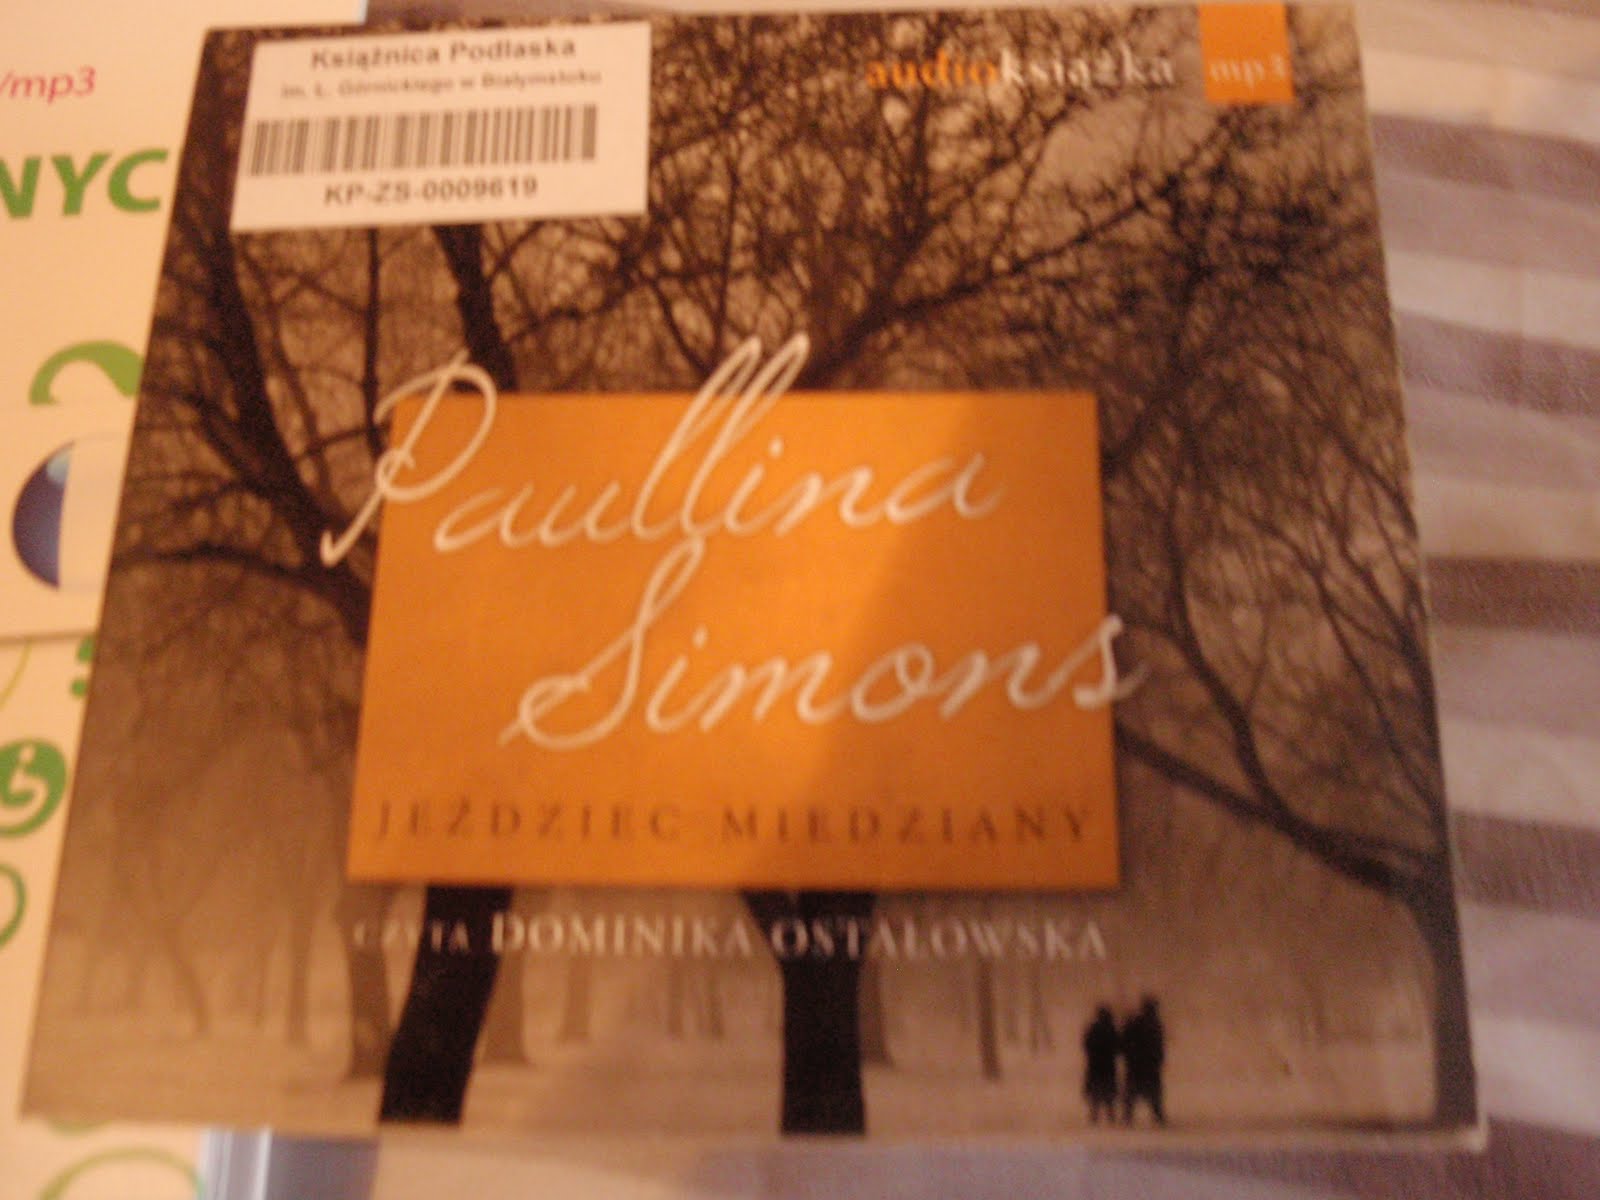 /mp3
NYC
Książnica Podlaska
im. Ł. Górnickiego w Białymstoku
KP-ZS-0009619
audioksiążka mp3
Paullina
Simons
JEŹDZIEC MIEDZIANY
CZYTA DOMINIKA OSTAŁOWSKA